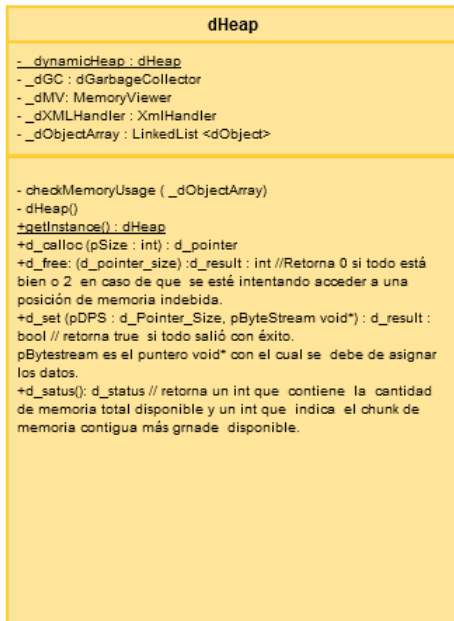 dHeap
- _dynamicHeap : dHeap
- _dGC : dGarbageCollector
- _dMV: MemoryViewer
- _dXMLHandler : XmlHandler
- _dObjectArray : LinkedList <dObject>
- checkMemoryUsage ( _dObjectArray)
- dHeap()
+getInstance() : dHeap
+d_calloc (pSize : int) : d_pointer
+d_free: (d_pointer_size) :d_result : int //Retorna 0 si todo está
bien o 2 en caso de que se esté intentando acceder a una
posición de memoria indebida.
+d_set (pDPS : d_Pointer_Size, pByteStream void*) : d_result :
bool // retorna true si todo salió con éxito.
pBytestream es el puntero void* con el cual se debe de asignar
los datos.
+d_satus(): d_status // retorna un int que contiene la cantidad
de memoria total disponible y un int que indica el chunk de
memoria contigua más grnade disponible.